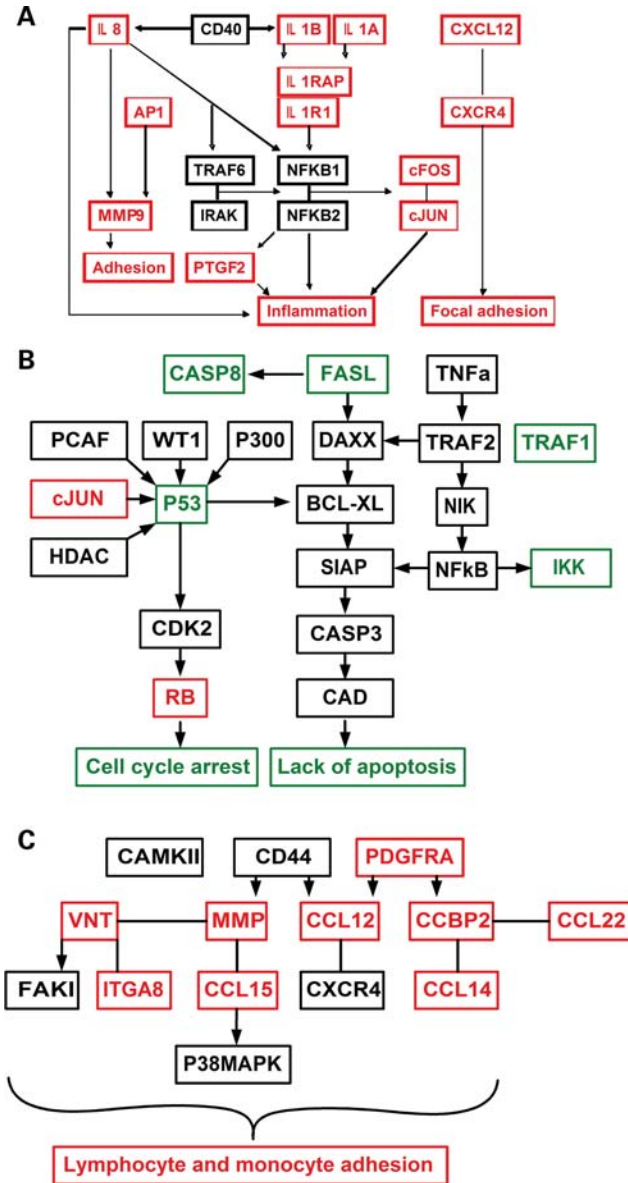 A
IL 8
CD40
IL 1B
IL 1A
CXCL12
IL 1RAP
AP1
IL 1R1
CXCR4
TRAF6
NFKB1
cFOS
MMP9
IRAK
NFKB2
cJUN
Adhesion
PTGF2
Inflammation
Focal adhesion
B
CASP8
FASL
TNFa
PCAF
WT1
P300
DAXX
TRAF2
TRAF1
cJUN
P53
BCL-XL
NIK
HDAC
SIAP
NFkB
IKK
CDK2
CASP3
RB
CAD
Cell cycle arrest
Lack of apoptosis
C
CAMKII
CD44
PDGFRA
VNT
MMP
CCL12
CCBP2
CCL22
FAKI
ITGA8
CCL15
CXCR4
CCL14
P38MAPK
Lymphocyte and monocyte adhesion